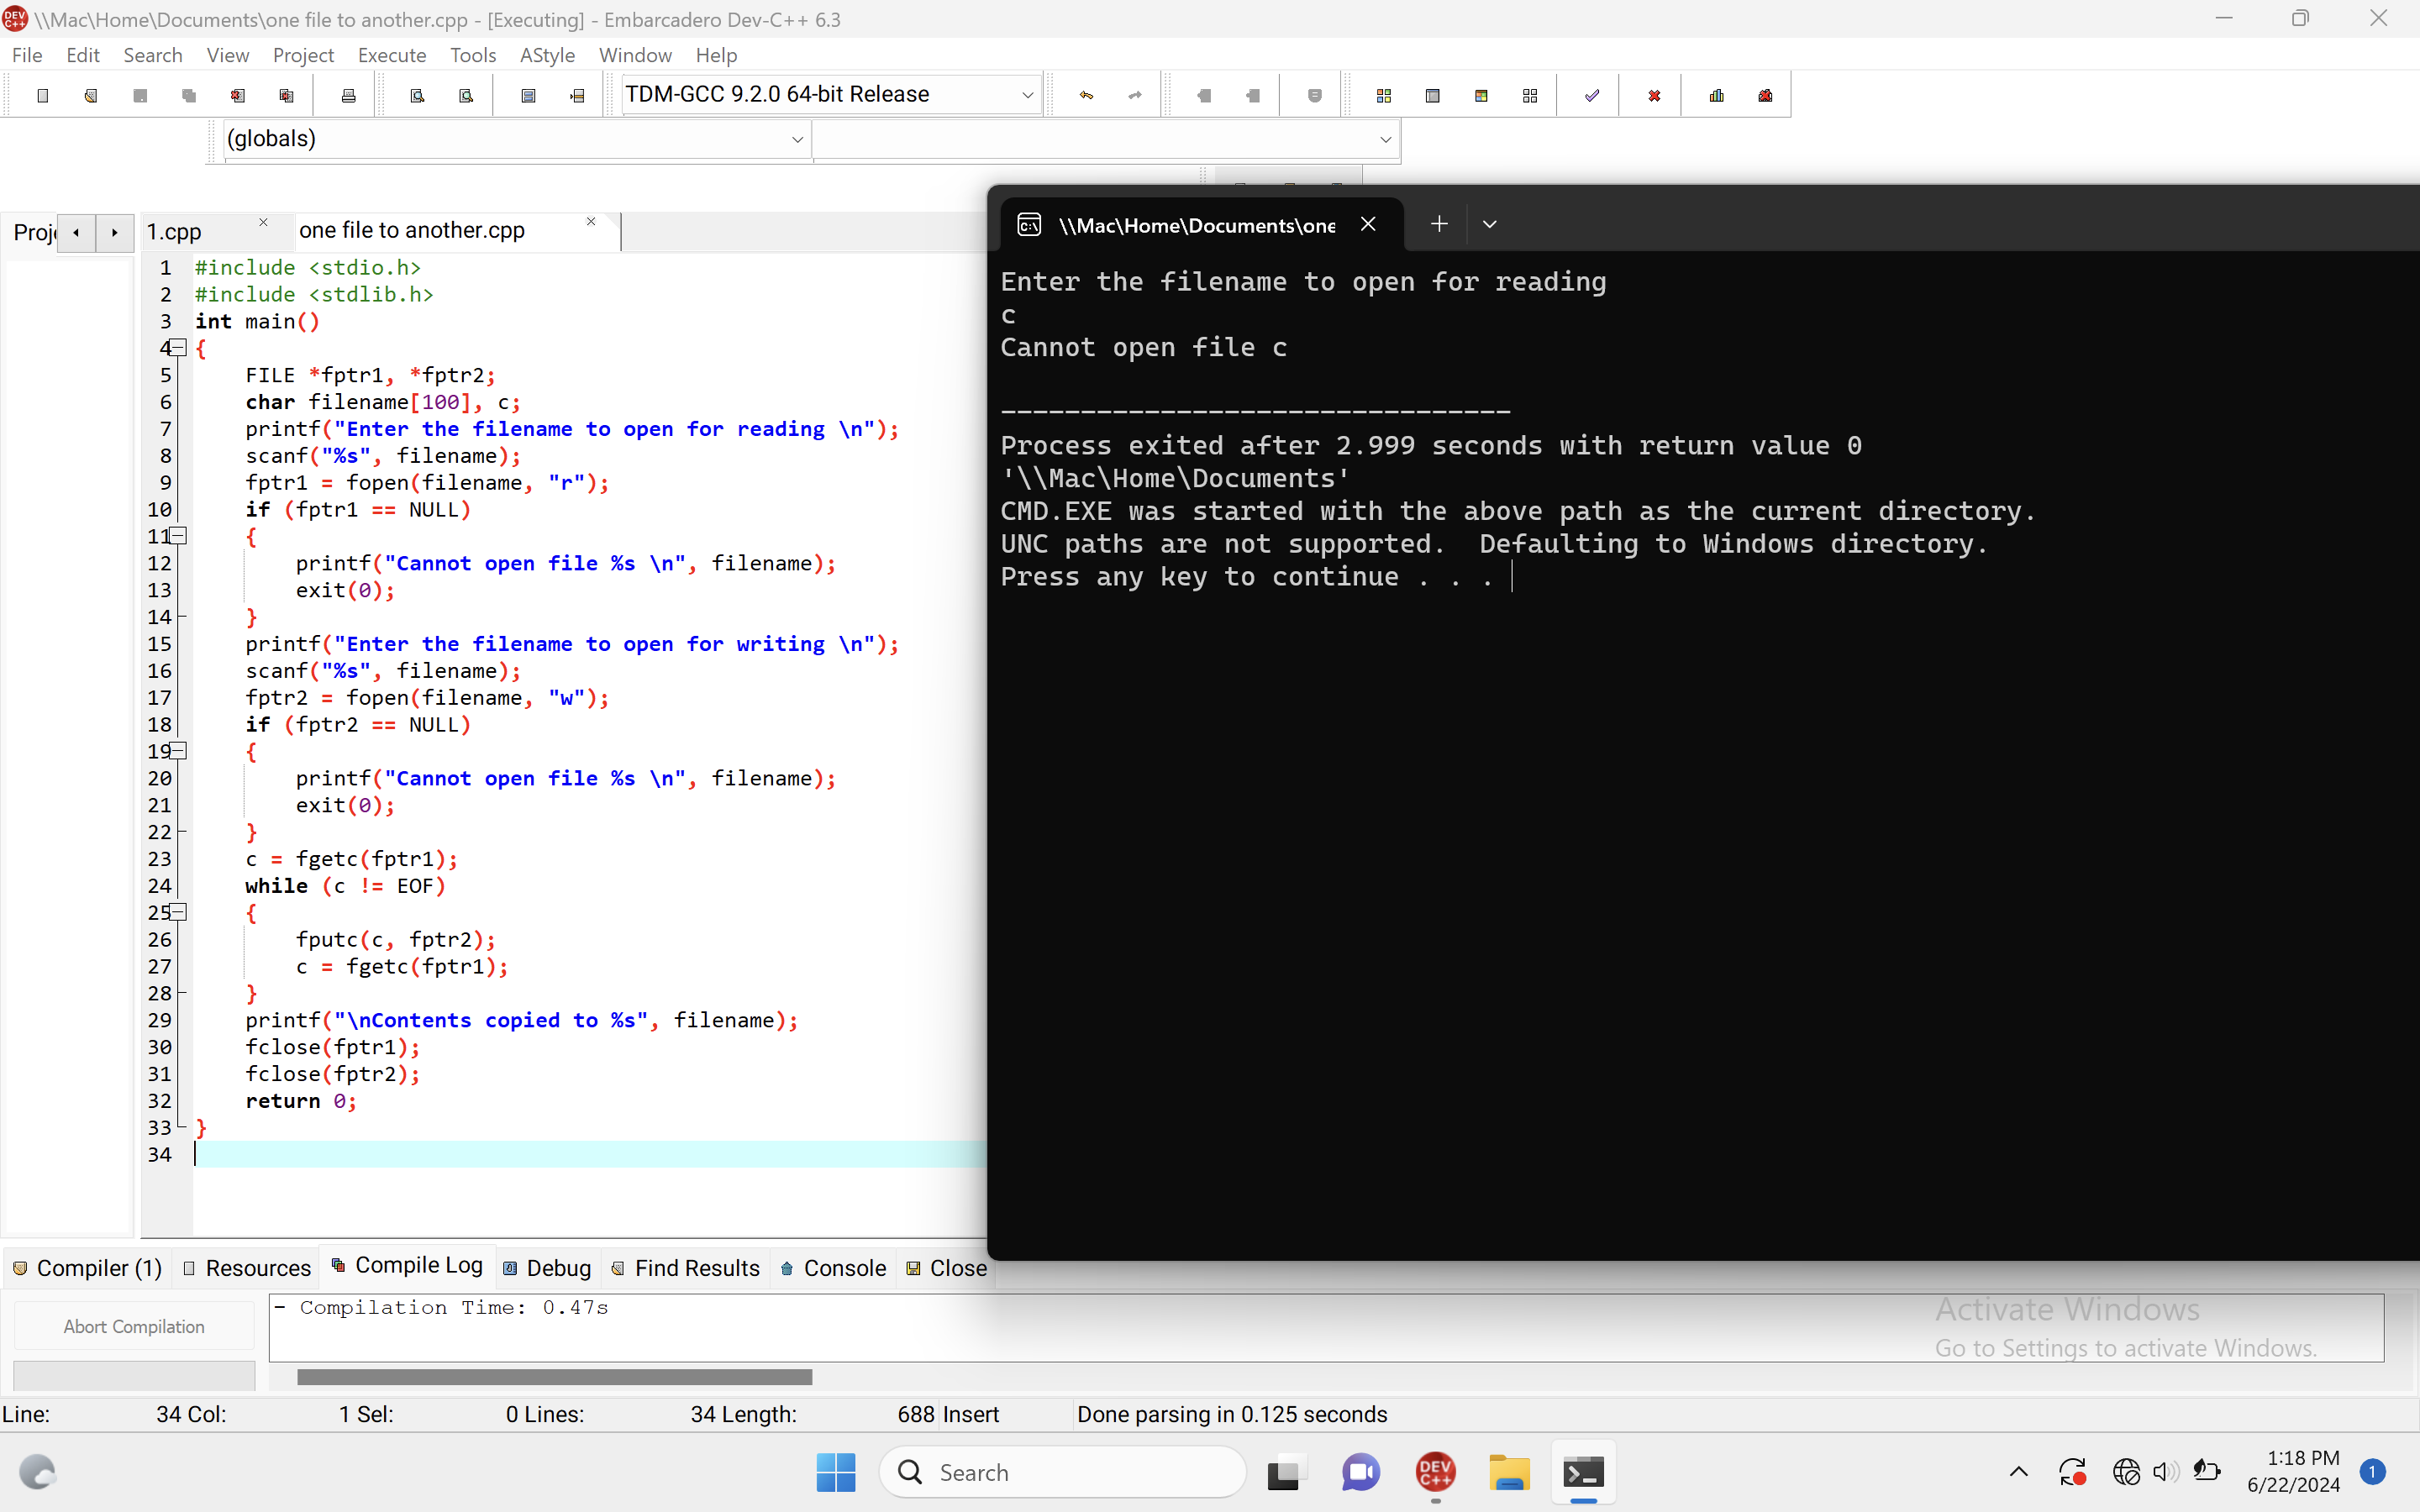 \\Mac\Home\Documents\one file to another.cpp - [Executing] - Embarcadero Dev-C++ 6.3
File Edit Search View Project Execute Tools AStyle Window Help
TDM-GCC 9.2.0 64-bit Release
(globals)
Proj
1.cpp
one file to another.cpp
1 #include <stdio.h>
2 #include <stdlib.h>
3 int main()
4 {
5 FILE *fptr1, *fptr2;
6 char filename[100], c;
7 printf("Enter the filename to open for reading \n");
8 scanf("%s", filename);
9 fptr1 = fopen(filename, "r");
10 if (fptr1 == NULL)
11 {
12 printf("Cannot open file %s \n", filename);
13 exit(0);
14 }
15 printf("Enter the filename to open for writing \n");
16 scanf("%s", filename);
17 fptr2 = fopen(filename, "w");
18 if (fptr2 == NULL)
19 {
20 printf("Cannot open file %s \n", filename);
21 exit(0);
22 }
23 c = fgetc(fptr1);
24 while (c != EOF)
25 {
26 fputc(c, fptr2);
27 c = fgetc(fptr1);
28 }
29 printf("\nContents copied to %s", filename);
30 fclose(fptr1);
31 fclose(fptr2);
32 return 0;
33 }
34
\\Mac\Home\Documents\one
Enter the filename to open for reading
c
Cannot open file c
--------------------------------
Process exited after 2.999 seconds with return value 0
'\\Mac\Home\Documents'
CMD.EXE was started with the above path as the current directory.
UNC paths are not supported.  Defaulting to Windows directory.
Press any key to continue . . .
Compiler (1) Resources Compile Log Debug Find Results Console Close
Abort Compilation
- Compilation Time: 0.47s
Activate Windows
Go to Settings to activate Windows.
Line: 34 Col: 1 Sel: 0 Lines: 34 Length: 688 Insert Done parsing in 0.125 seconds
Search
DEV C++
1:18 PM
6/22/2024
1